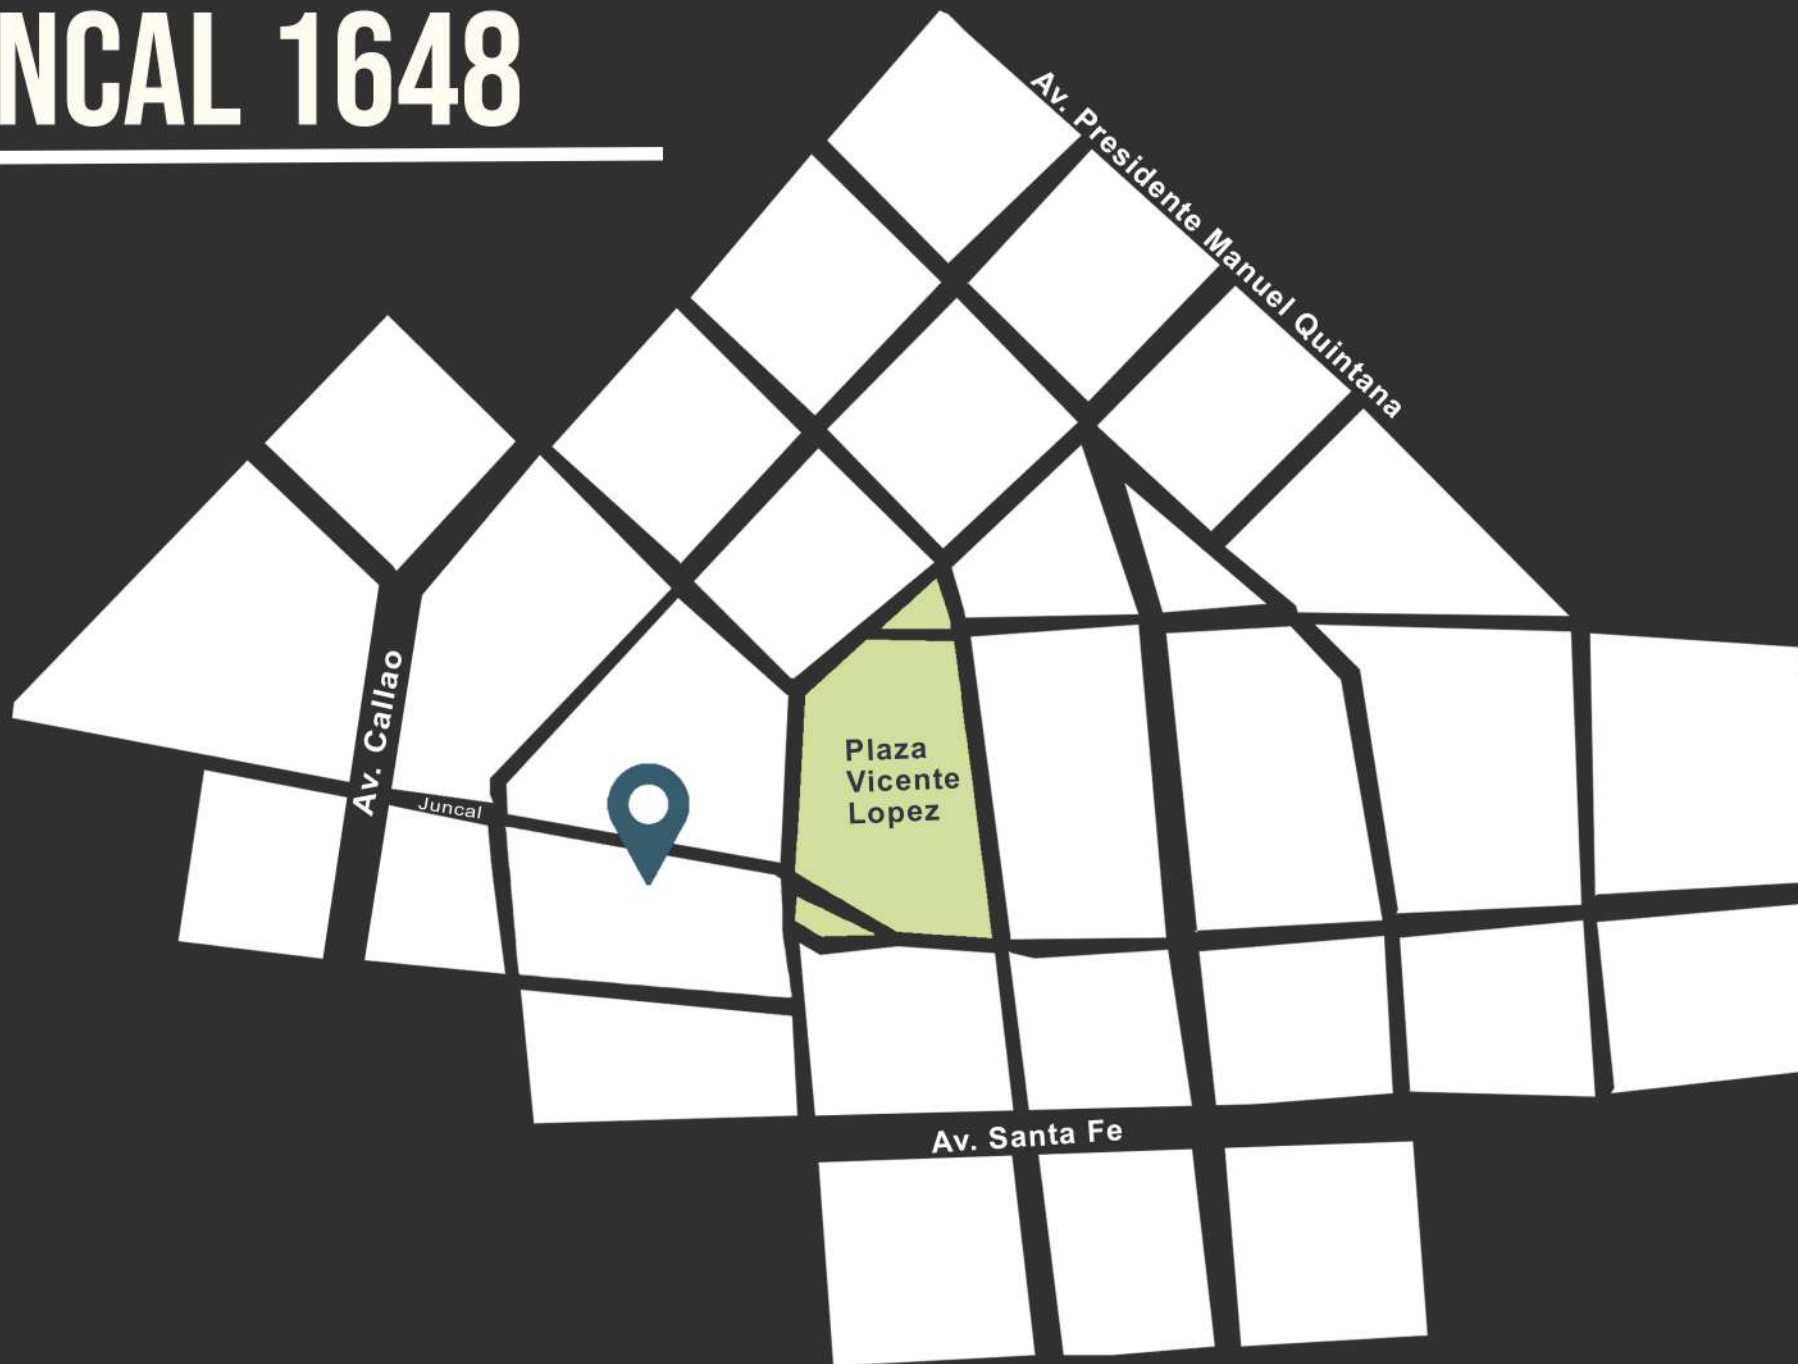 NCAL 1648
Av. Presidente Manuel Quintana
Av. Callao
Juncal
Plaza
Vicente
Lopez
Av. Santa Fe